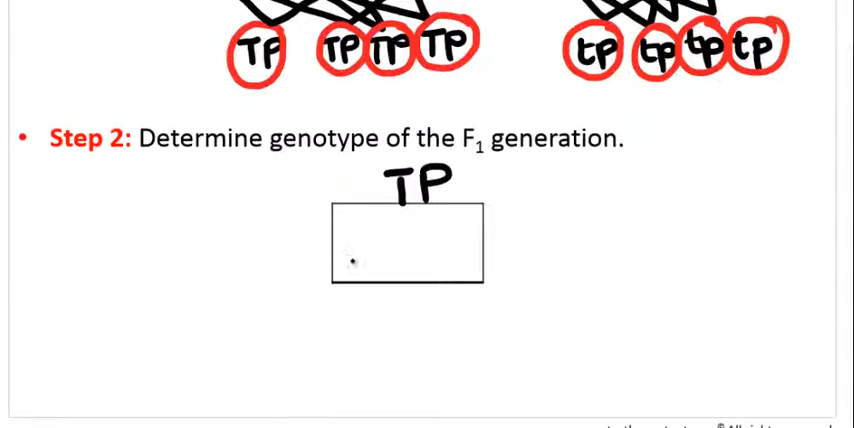 TP TP TP TP tp tp tp tp
• Step 2: Determine genotype of the F₁ generation.
TP